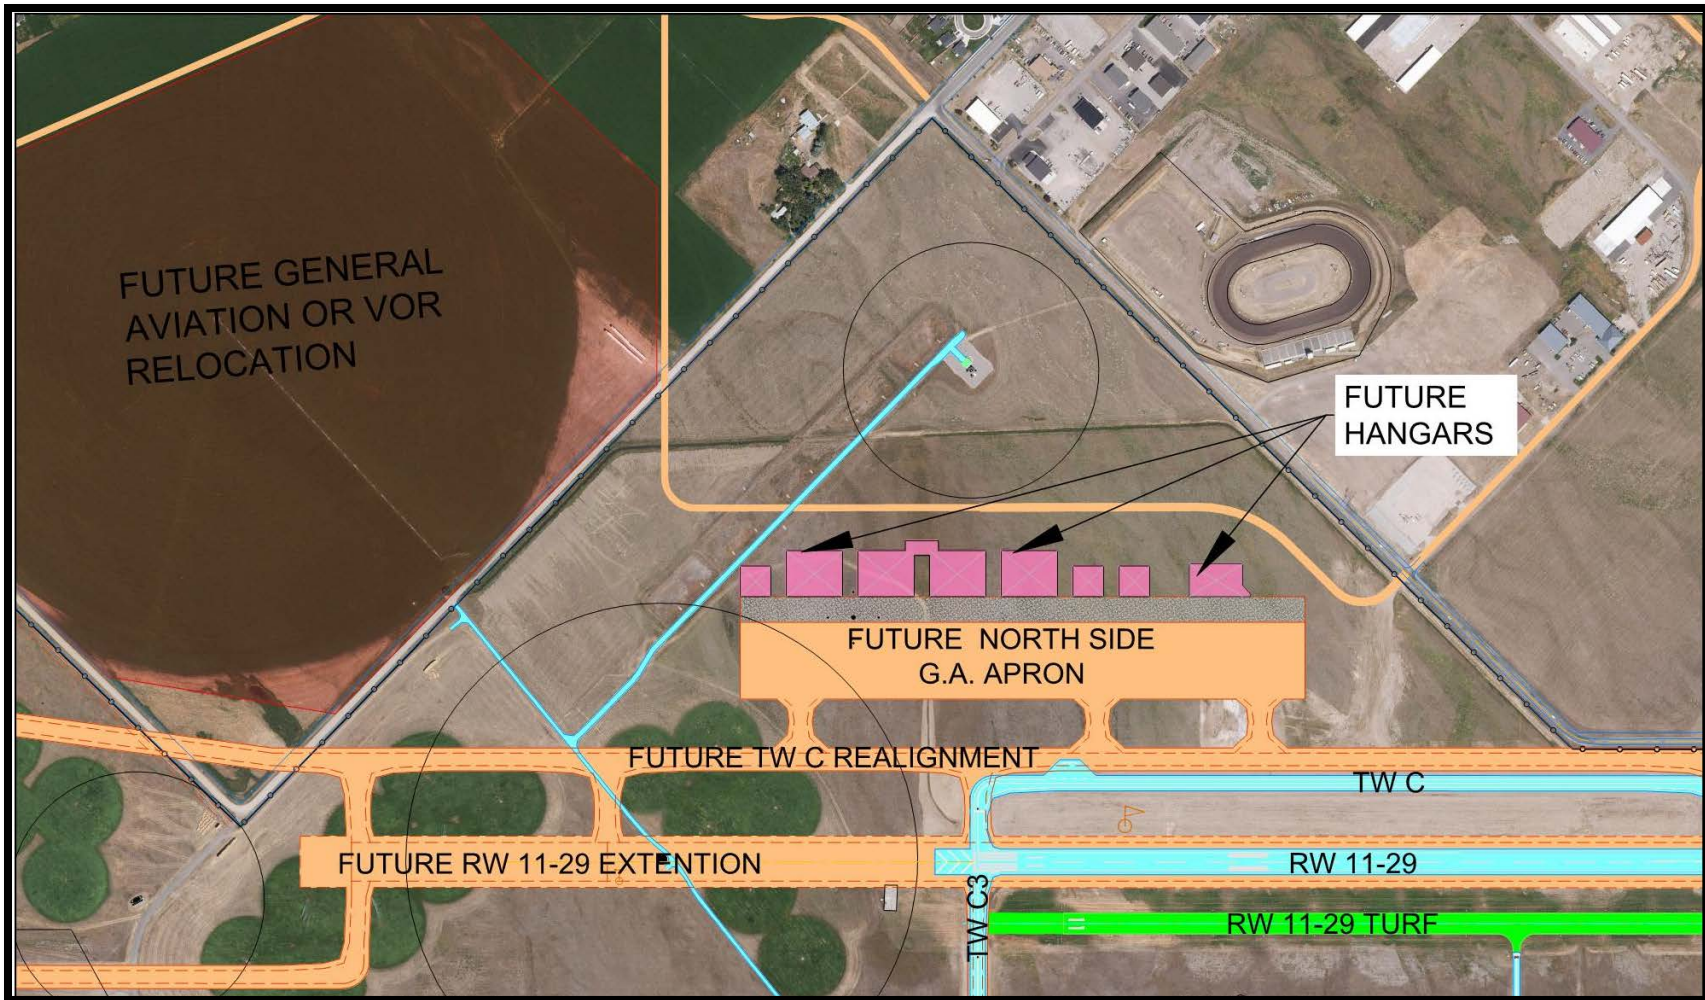 FUTURE GENERAL
AVIATION OR VOR
RELOCATION
FUTURE
HANGARS
FUTURE NORTH SIDE
G.A. APRON
FUTURE TW C REALIGNMENT
TW C
FUTURE RW 11-29 EXTENTION
RW 11-29
TW C3
RW 11-29 TURF